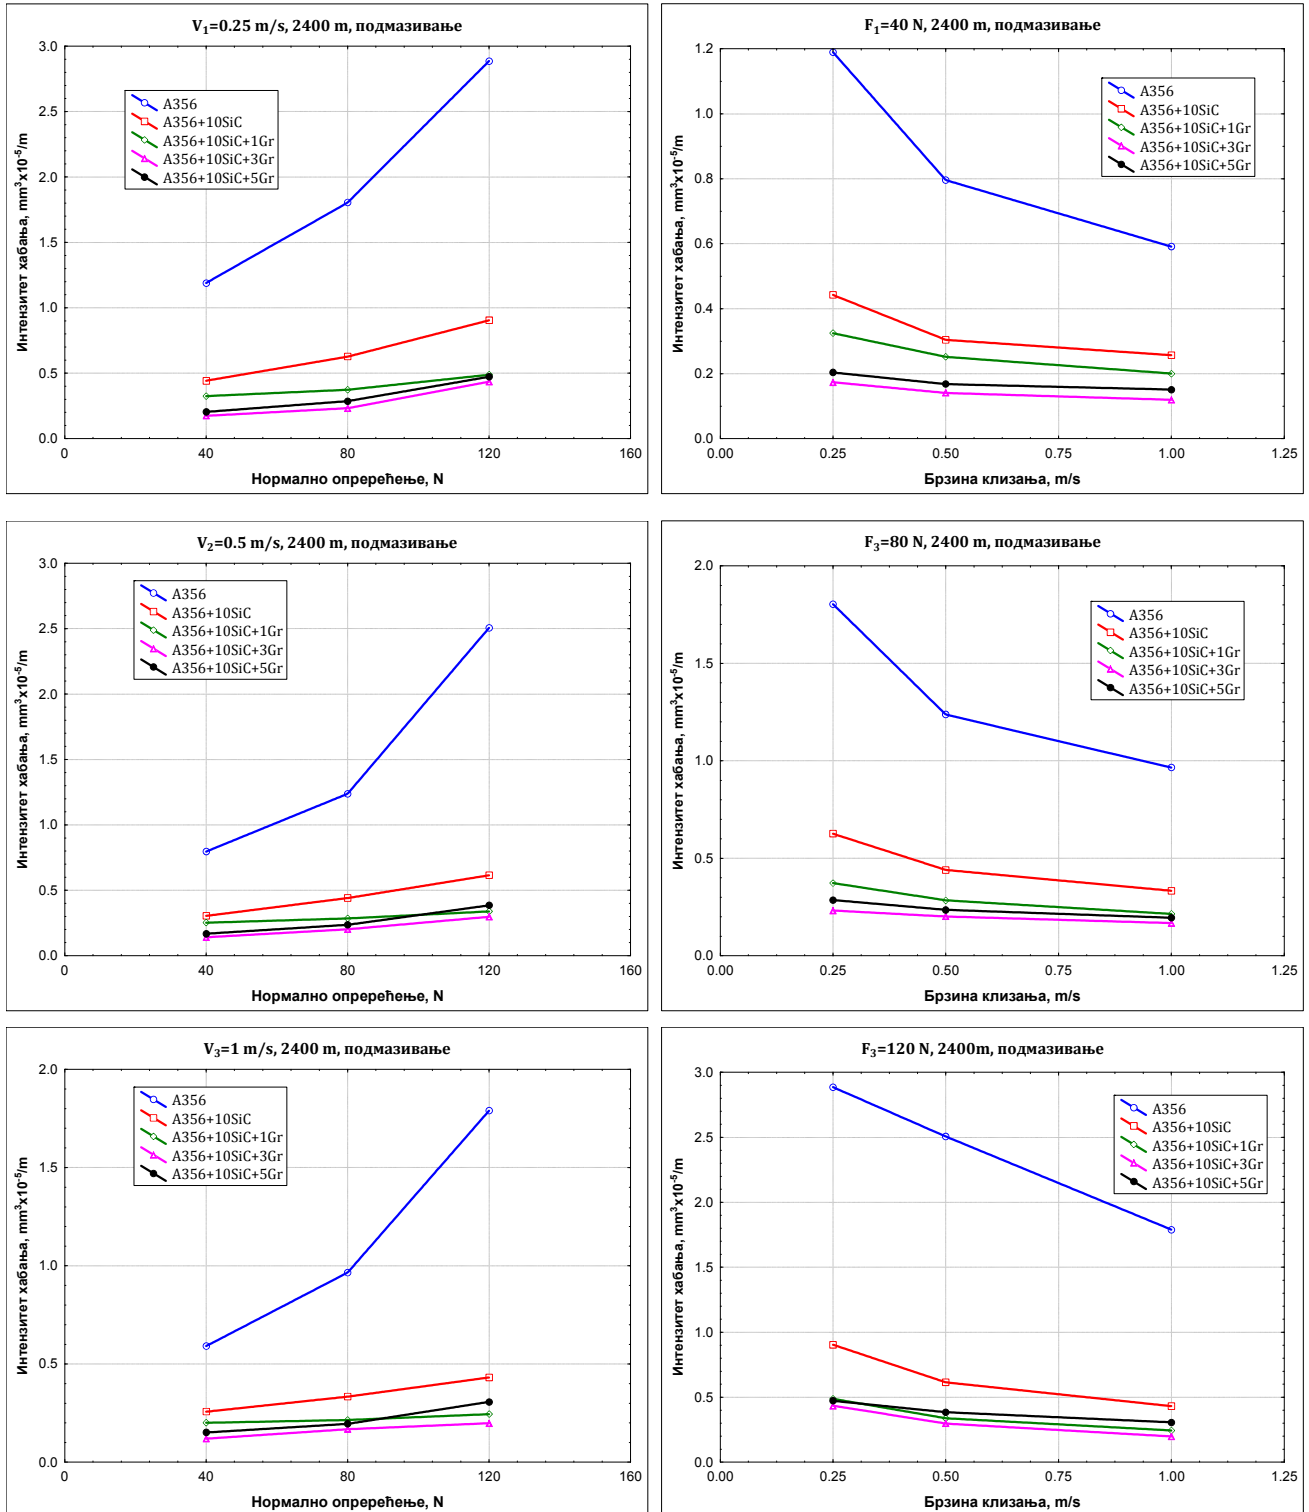 V₁=0.25 m/s, 2400 m, подмазивање
Интензитет хабања, mm³x10⁻⁵/m
3.0
2.5
2.0
1.5
1.0
0.5
0.0
A356
A356+10SiC
A356+10SiC+1Gr
A356+10SiC+3Gr
A356+10SiC+5Gr
0 40 80 120 160
Нормално опререћење, N
F₁=40 N, 2400 m, подмазивање
Интензитет хабања, mm³x10⁻⁵/m
1.2
1.0
0.8
0.6
0.4
0.2
0.0
A356
A356+10SiC
A356+10SiC+1Gr
A356+10SiC+3Gr
A356+10SiC+5Gr
0.00 0.25 0.50 0.75 1.00 1.25
Брзина клизања, m/s
V₂=0.5 m/s, 2400 m, подмазивање
Интензитет хабања, mm³x10⁻⁵/m
3.0
2.5
2.0
1.5
1.0
0.5
0.0
A356
A356+10SiC
A356+10SiC+1Gr
A356+10SiC+3Gr
A356+10SiC+5Gr
0 40 80 120 160
Нормално опререћење, N
F₃=80 N, 2400 m, подмазивање
Интензитет хабања, mm³x10⁻⁵/m
2.0
1.5
1.0
0.5
0.0
A356
A356+10SiC
A356+10SiC+1Gr
A356+10SiC+3Gr
A356+10SiC+5Gr
0.00 0.25 0.50 0.75 1.00 1.25
Брзина клизања, m/s
V₃=1 m/s, 2400 m, подмазивање
Интензитет хабања, mm³x10⁻⁵/m
2.0
1.5
1.0
0.5
0.0
A356
A356+10SiC
A356+10SiC+1Gr
A356+10SiC+3Gr
A356+10SiC+5Gr
0 40 80 120 160
Нормално опререћење, N
F₃=120 N, 2400m, подмазивање
Интензитет хабања, mm³x10⁻⁵/m
3.0
2.5
2.0
1.5
1.0
0.5
0.0
A356
A356+10SiC
A356+10SiC+1Gr
A356+10SiC+3Gr
A356+10SiC+5Gr
0.00 0.25 0.50 0.75 1.00 1.25
Брзина клизања, m/s